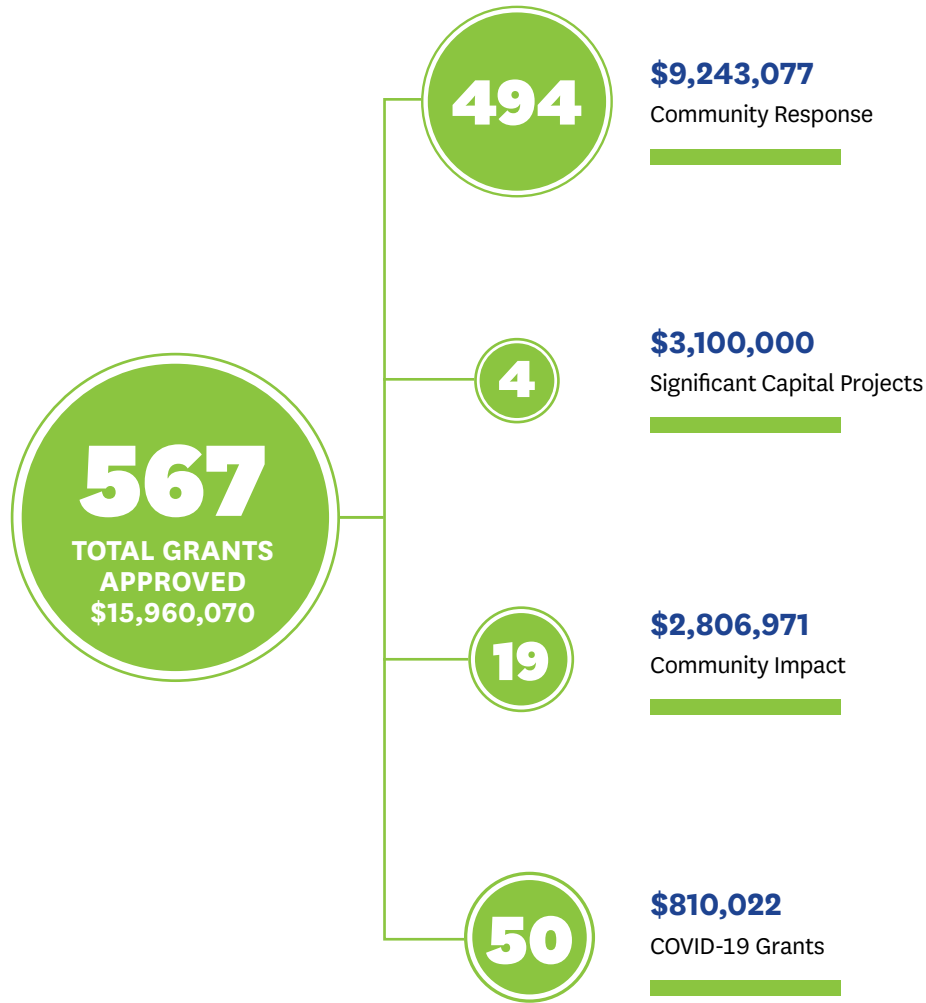 567
TOTAL GRANTS
APPROVED
$15,960,070
494
$9,243,077
Community Response
4
$3,100,000
Significant Capital Projects
19
$2,806,971
Community Impact
50
$810,022
COVID-19 Grants